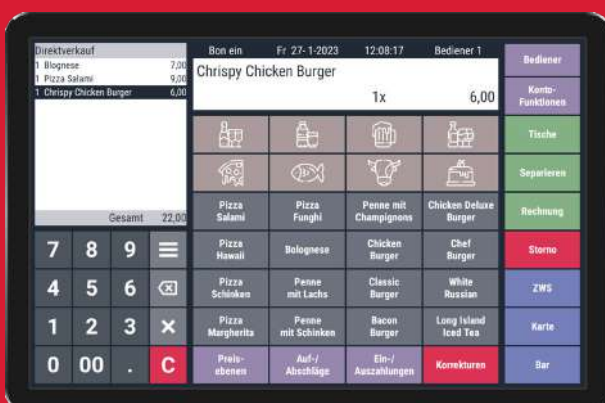 Direktverkauf
1 Blognese 7,00
1 Pizza Salami 9,00
1 Chrispy Chicken Burger 6,00
Gesamt 22,00
Bon ein Fr 27-1-2023 12:08:17 Bediener 1
Chrispy Chicken Burger
1x 6,00
Pizza Salami
Pizza Funghi
Penne mit Champignons
Chicken Deluxe Burger
Pizza Hawaii
Bolognese
Chicken Burger
Chef Burger
Pizza Schinken
Penne mit Lachs
Classic Burger
White Russian
Pizza Margherita
Penne mit Schinken
Bacon Burger
Long Island Iced Tea
Preis-
ebenen
Auf-/
Abschläge
Ein-/
Auszahlungen
Korrekturen
7 8 9
4 5 6
1 2 3 ×
0 00 . C
Bediener
Konto-
Funktionen
Tische
Separieren
Rechnung
Storno
ZWS
Karte
Bar